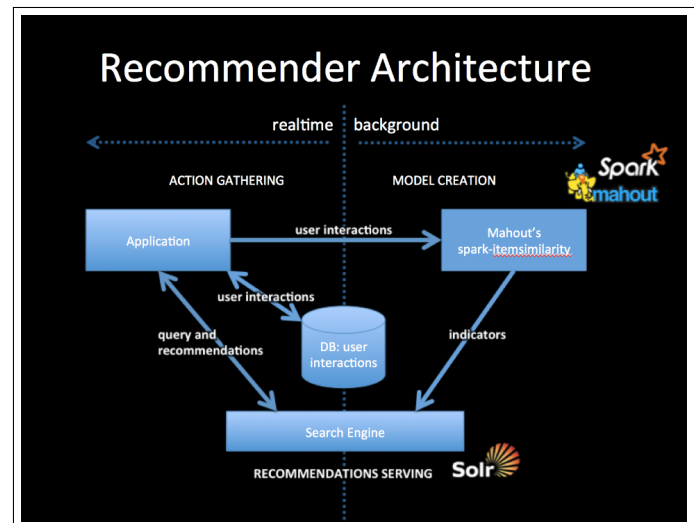 Recommender Architecture
realtime
background
ACTION GATHERING
MODEL CREATION
Spark
mahout
Application
user interactions
Mahout's
spark-itemsimilarity
user interactions
DB: user
interactions
query and
recommendations
indicators
Search Engine
RECOMMENDATIONS SERVING
Solr